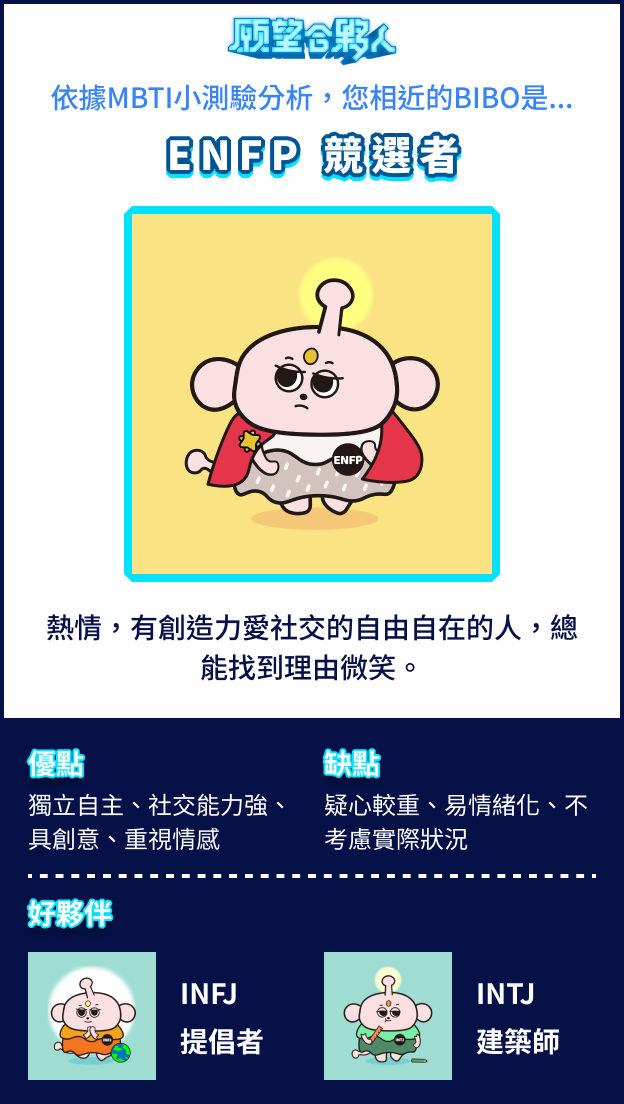 願望合夥人
依據MBTI小測驗分析，您相近的BIBO是...
ENFP 競選者
ENFP
熱情，有創造力愛社交的自由自在的人，總
能找到理由微笑。
優點
缺點
獨立自主、社交能力強、
具創意、重視情感
疑心較重、易情緒化、不
考慮實際狀況
好夥伴
INFJ
提倡者
INTJ
建築師